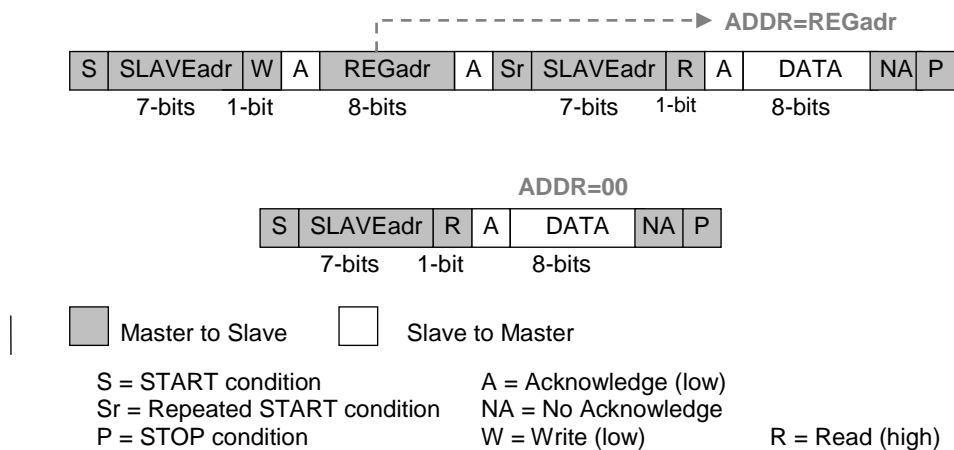 ADDR=REGadr
S SLAVEadr W A REGadr A Sr SLAVEadr R A DATA NA P
7-bits 1-bit 8-bits 7-bits 1-bit 8-bits
ADDR=00
S SLAVEadr R A DATA NA P
7-bits 1-bit 8-bits
Master to Slave Slave to Master
S = START condition A = Acknowledge (low)
Sr = Repeated START condition NA = No Acknowledge
P = STOP condition W = Write (low) R = Read (high)